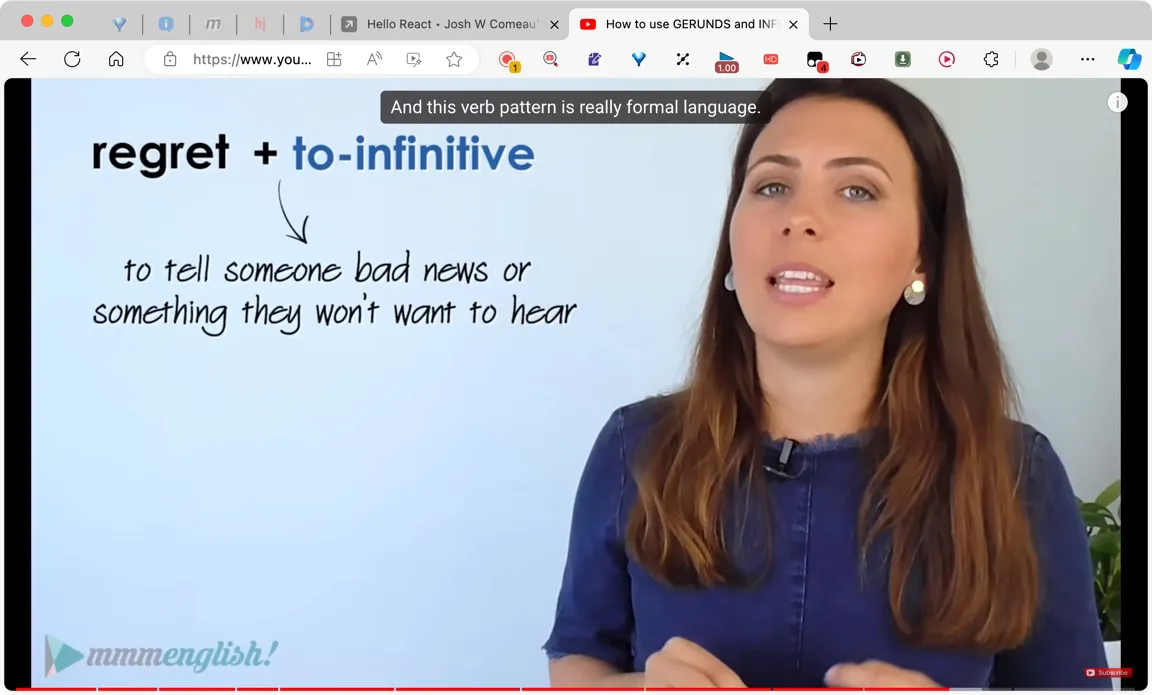 Hello React • Josh W Comeau
How to use GERUNDS and INF
https://www.you...
1
1.00
HD
4
And this verb pattern is really formal language.
regret + to-infinitive
to tell someone bad news or
something they won't want to hear
mmmenglish!
Subscribe